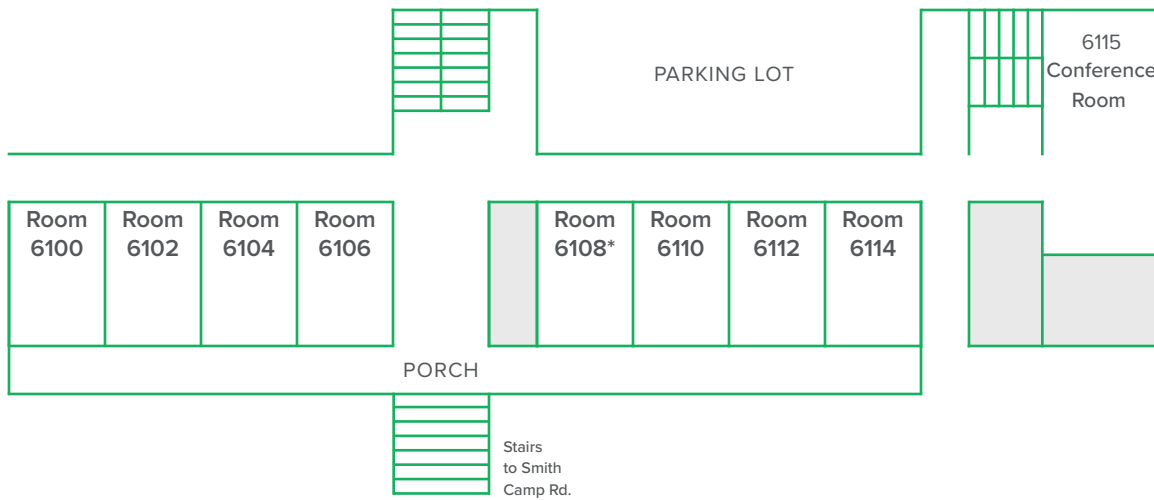 PARKING LOT
6115
Conference
Room
Room
6100
Room
6102
Room
6104
Room
6106
Room
6108*
Room
6110
Room
6112
Room
6114
PORCH
Stairs
to Smith
Camp Rd.